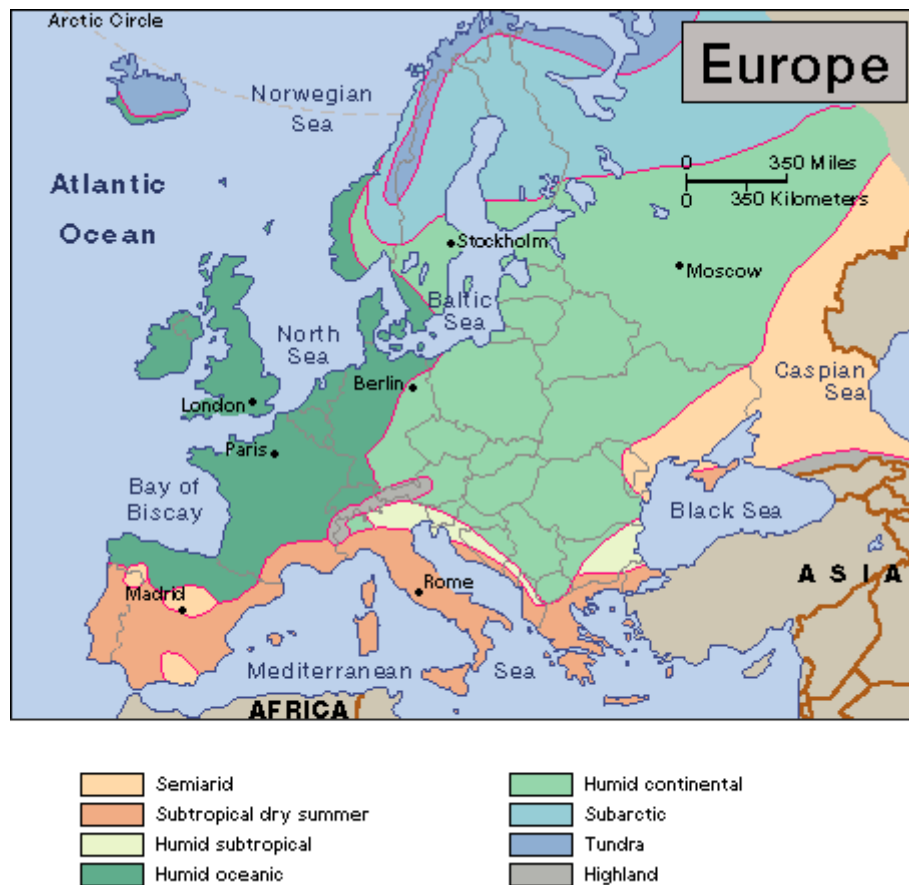 Arctic Circle
Europe
Norwegian
Sea
0 350 Miles
0 350 Kilometers
Atlantic
Ocean
Stockholm
Moscow
Baltic
Sea
North
Sea
Berlin
Caspian
Sea
London
Paris
Bay of
Biscay
Black Sea
ASIA
Madrid
Rome
Mediterranean Sea
AFRICA
Semiarid
Subtropical dry summer
Humid subtropical
Humid oceanic
Humid continental
Subarctic
Tundra
Highland